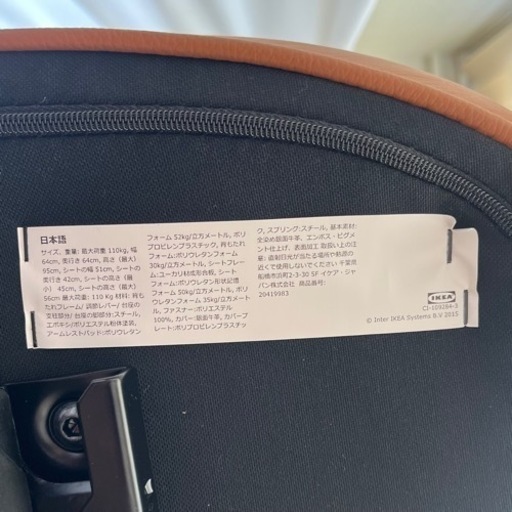 日本語
サイズ、重量: 最大荷重 110kg, 幅
64cm, 奥行き 64cm, 高さ (最大)
95cm, シートの幅 51cm, シートの
奥行き 42cm, シートの高さ (最
小) 45cm, シートの高さ (最大)
56cm 最大荷重: 110 Kg 材料: 背も
たれフレーム/ 調節レバー/ 付座の
支柱部分/ 台座の脚部分:スチール,
エポキシ/ポリエステル粉体塗装,
アームレストパッド:ポリウレタン
フォーム 52kg/立方メートル, ポリ
プロピレンプラスチック, 背もたれ
フォーム:ポリウレタンフォーム
30kg/立方メートル, シートフレー
ム:ユーカリ材成形合板, シート
フォーム:ポリウレタン形状記憶
フォーム 50kg/立方メートル, ポリ
ウレタンフォーム 35kg/立方メート
ル, ファスナー:ポリエステル
100%, カバー:銀面牛革, カバープ
レート:ポリプロピレンプラスチッ
ク, スプリング:スチール, 基本素材:
全染め銀面牛革, エンボス・ピグメ
ント仕上げ, 表面加工 取扱い上の注
意: 直射日光が当たる場所や熱源の
近くで使用しないでください 千葉県
船橋市浜町2-3-30 5F イケア・ジャ
パン株式会社 商品番号:
20419983
IKEA
CI-109284-3
© Inter IKEA Systems B.V 2015